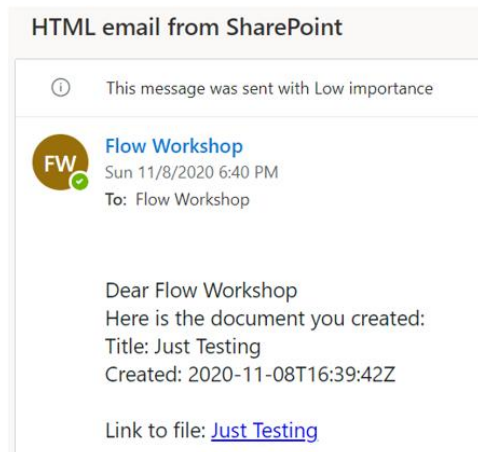 HTML email from SharePoint
This message was sent with Low importance
FW
Flow Workshop
Sun 11/8/2020 6:40 PM
To: Flow Workshop
Dear Flow Workshop
Here is the document you created:
Title: Just Testing
Created: 2020-11-08T16:39:42Z
Link to file: Just Testing